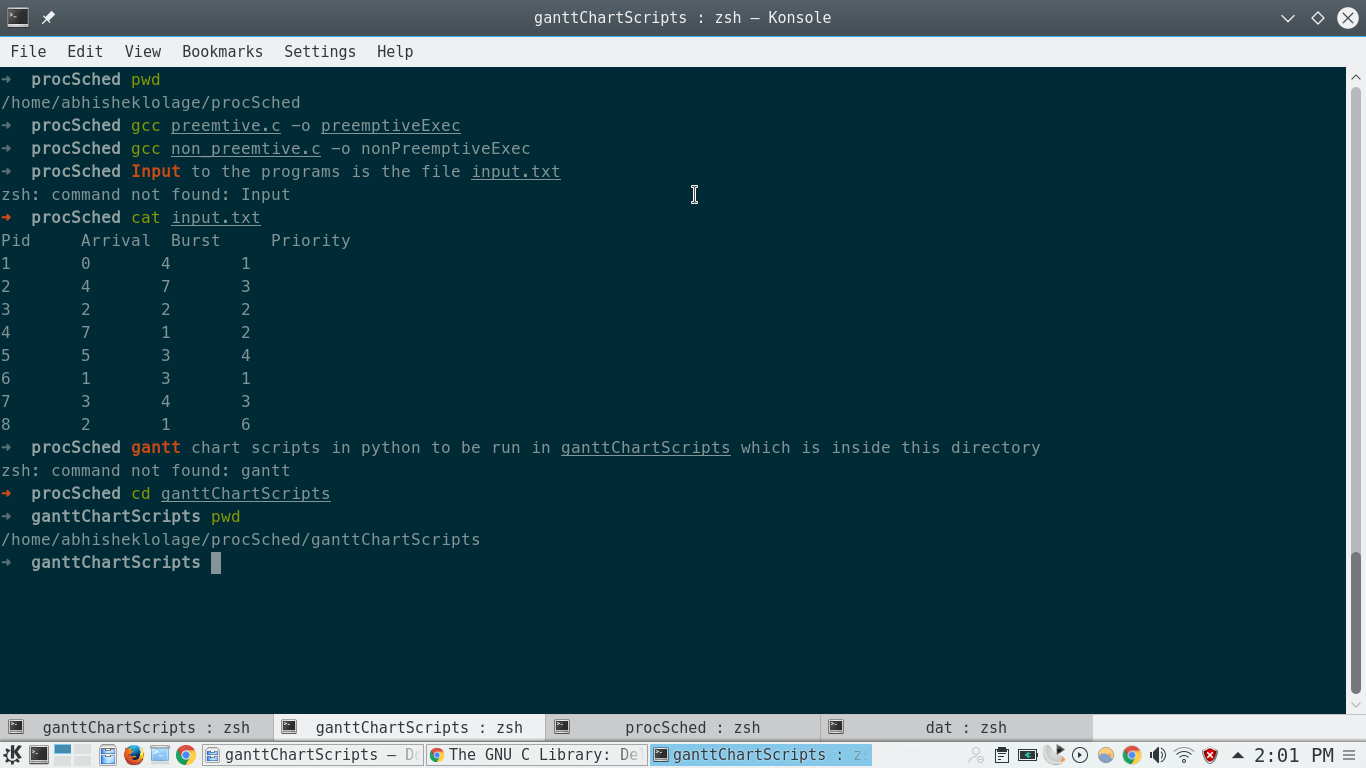 ganttChartScripts : zsh — Konsole
File Edit View Bookmarks Settings Help
➜ procSched pwd
/home/abhisheklolage/procSched
➜ procSched gcc preemtive.c -o preemptiveExec
➜ procSched gcc non_preemtive.c -o nonPreemptiveExec
➜ procSched Input to the programs is the file input.txt
zsh: command not found: Input
➜ procSched cat input.txt
Pid Arrival Burst Priority
1 0 4 1
2 4 7 3
3 2 2 2
4 7 1 2
5 5 3 4
6 1 3 1
7 3 4 3
8 2 1 6
➜ procSched gantt chart scripts in python to be run in ganttChartScripts which is inside this directory
zsh: command not found: gantt
➜ procSched cd ganttChartScripts
➜ ganttChartScripts pwd
/home/abhisheklolage/procSched/ganttChartScripts
➜ ganttChartScripts
ganttChartScripts : zsh ganttChartScripts : zsh procSched : zsh dat : zsh
ganttChartScripts — Do The GNU C Library: De ganttChartScripts : z 2:01 PM